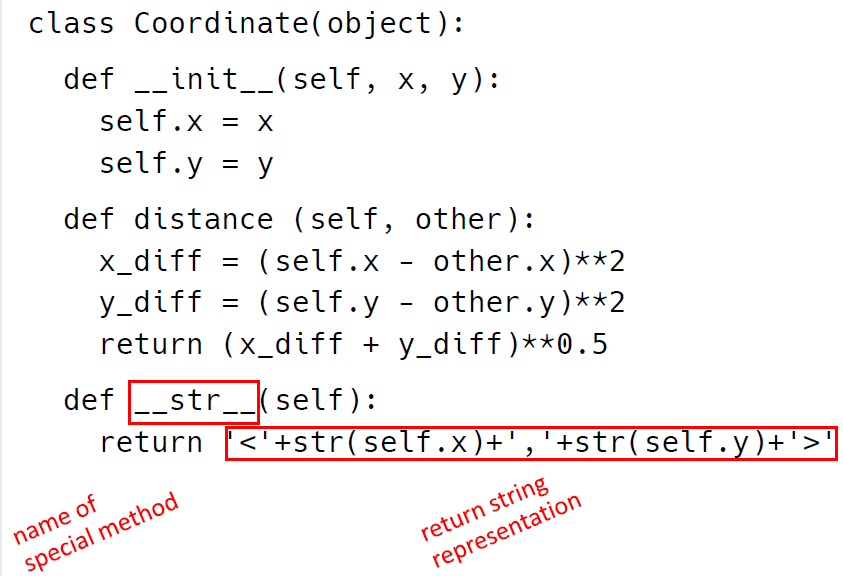 class Coordinate(object):
  def __init__(self, x, y):
    self.x = x
    self.y = y
  def distance (self, other):
    x_diff = (self.x - other.x)**2
    y_diff = (self.y - other.y)**2
    return (x_diff + y_diff)**0.5
  def __str__(self):
    return '<'+str(self.x)+','+str(self.y)+'>'
name of
special method
return string
representation